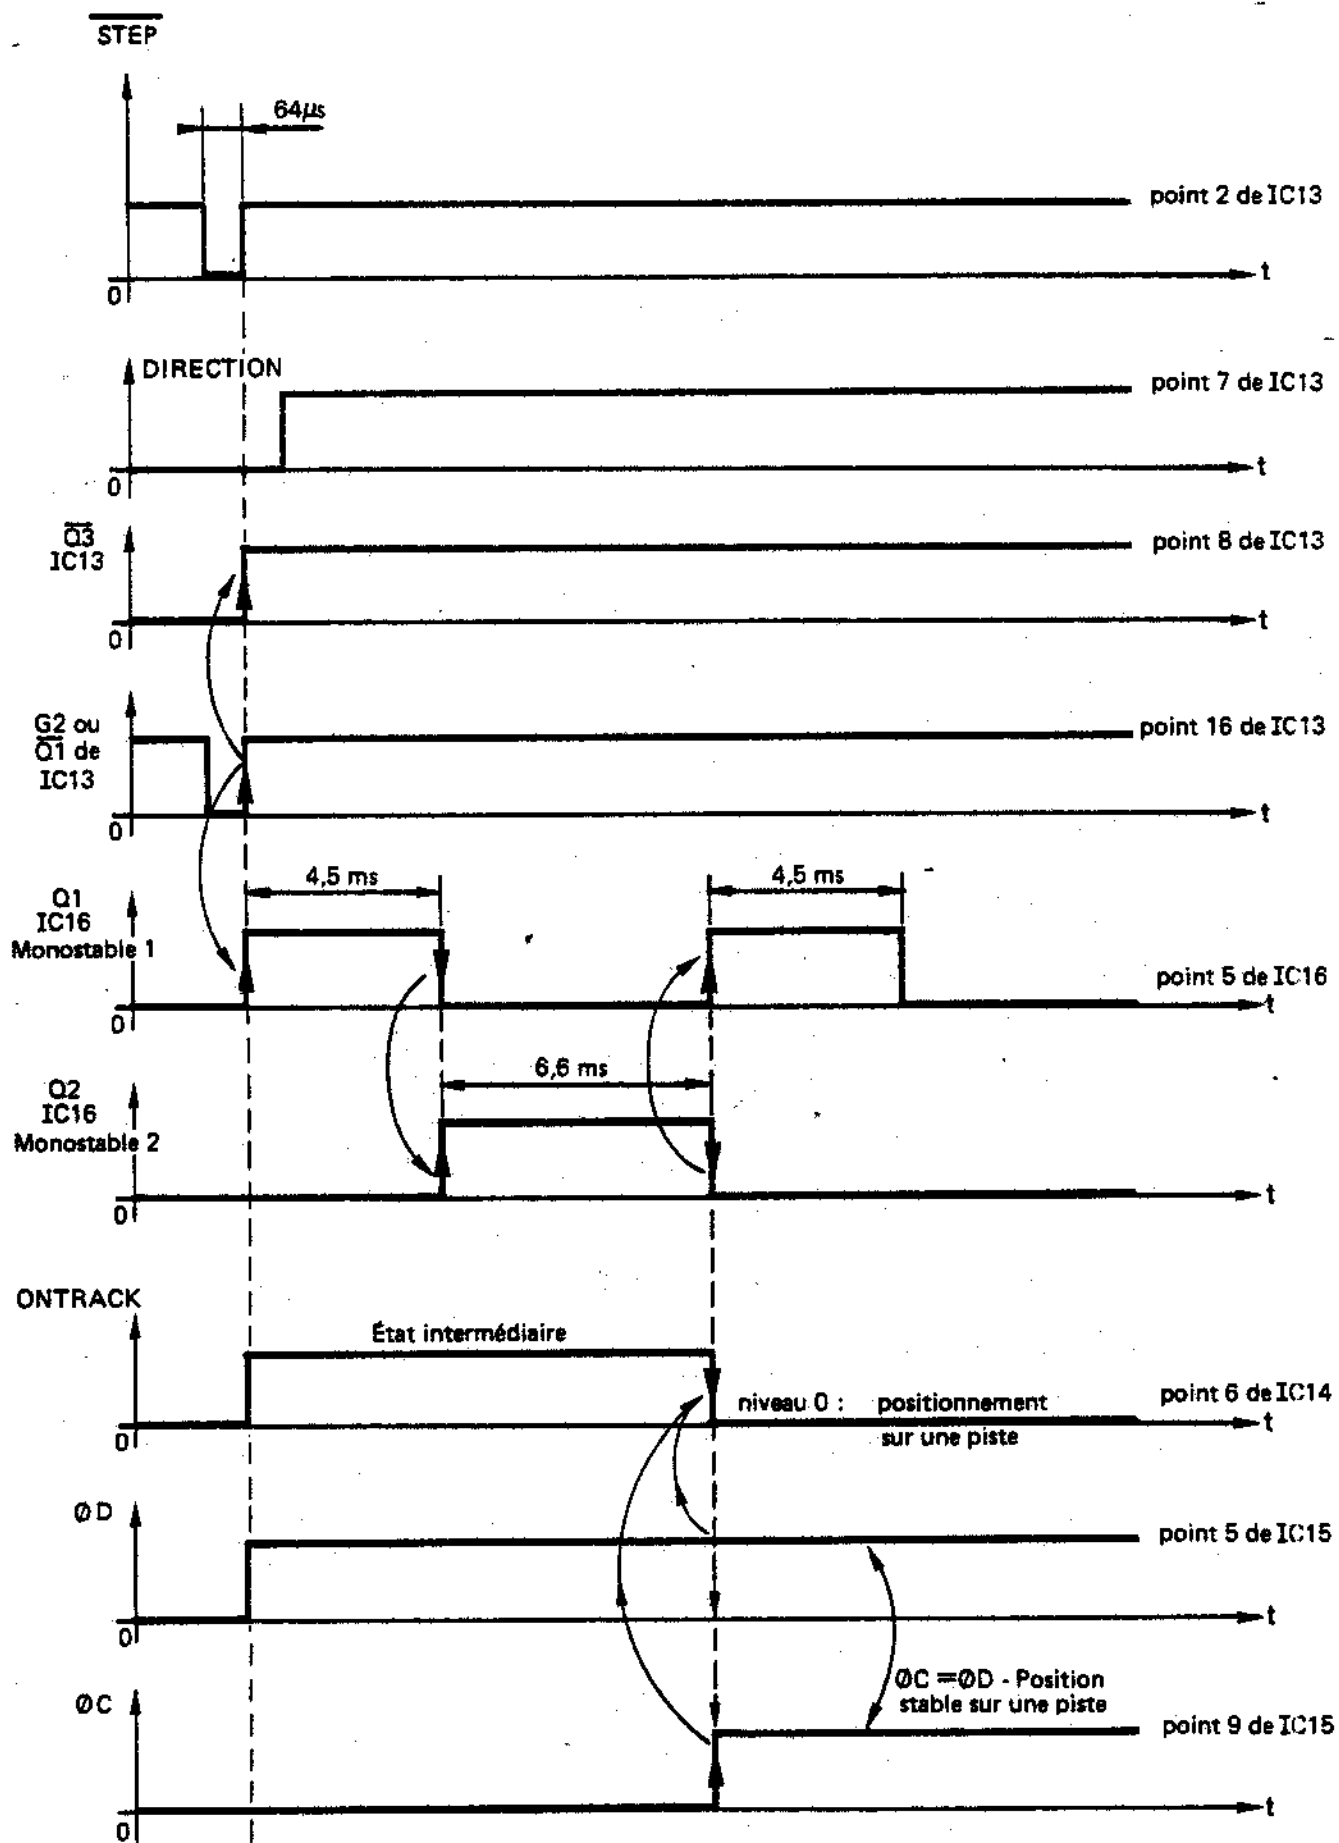 S̅T̅E̅P̅
64µs
point 2 de IC13
t
0
DIRECTION
point 7 de IC13
t
0
Q̅3̅
IC13
point 8 de IC13
t
0
G2 ou
Q̅1̅ de
IC13
point 16 de IC13
t
0
4,5 ms
4,5 ms
Q1
IC16
Monostable 1
point 5 de IC16
t
0
6,6 ms
Q2
IC16
Monostable 2
t
0
ONTRACK
État intermédiaire
niveau 0 : positionnement
sur une piste
point 6 de IC14
t
0
ØD
point 5 de IC15
t
0
ØC = ØD - Position
stable sur une piste
ØC
point 9 de IC15
t
0